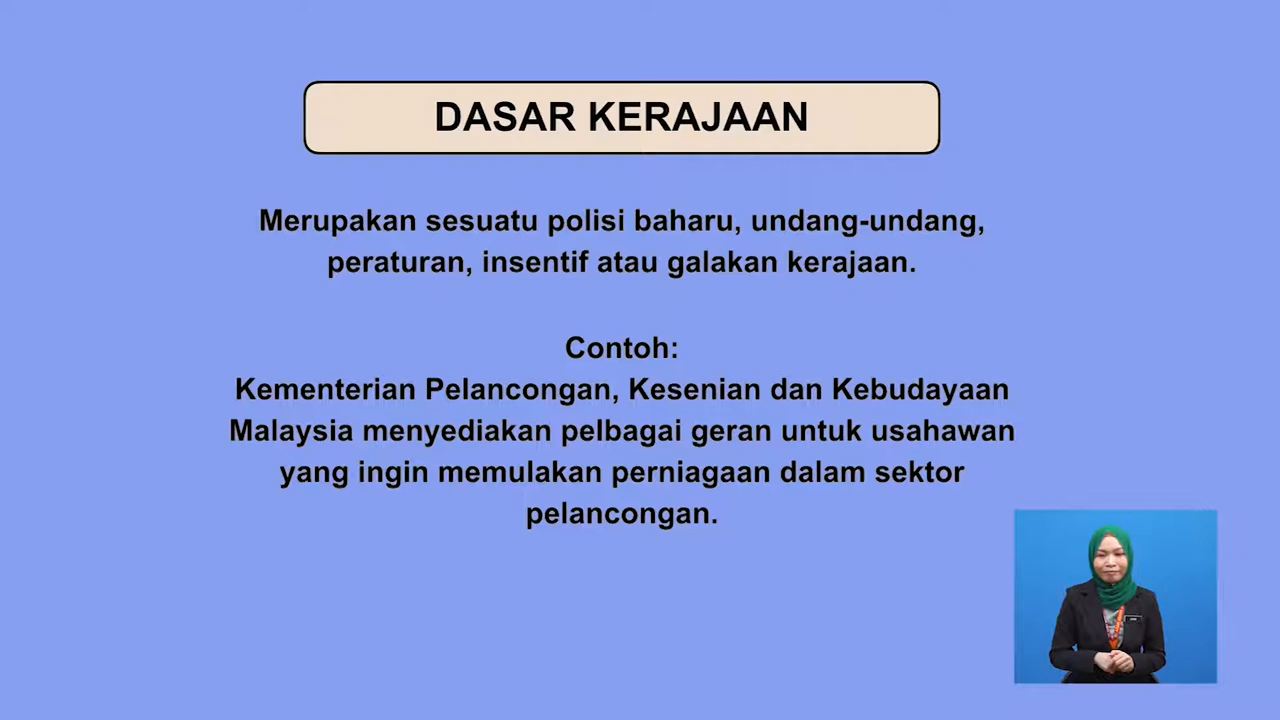 DASAR KERAJAAN
Merupakan sesuatu polisi baharu, undang-undang,
peraturan, insentif atau galakan kerajaan.
Contoh:
Kementerian Pelancongan, Kesenian dan Kebudayaan
Malaysia menyediakan pelbagai geran untuk usahawan
yang ingin memulakan perniagaan dalam sektor
pelancongan.